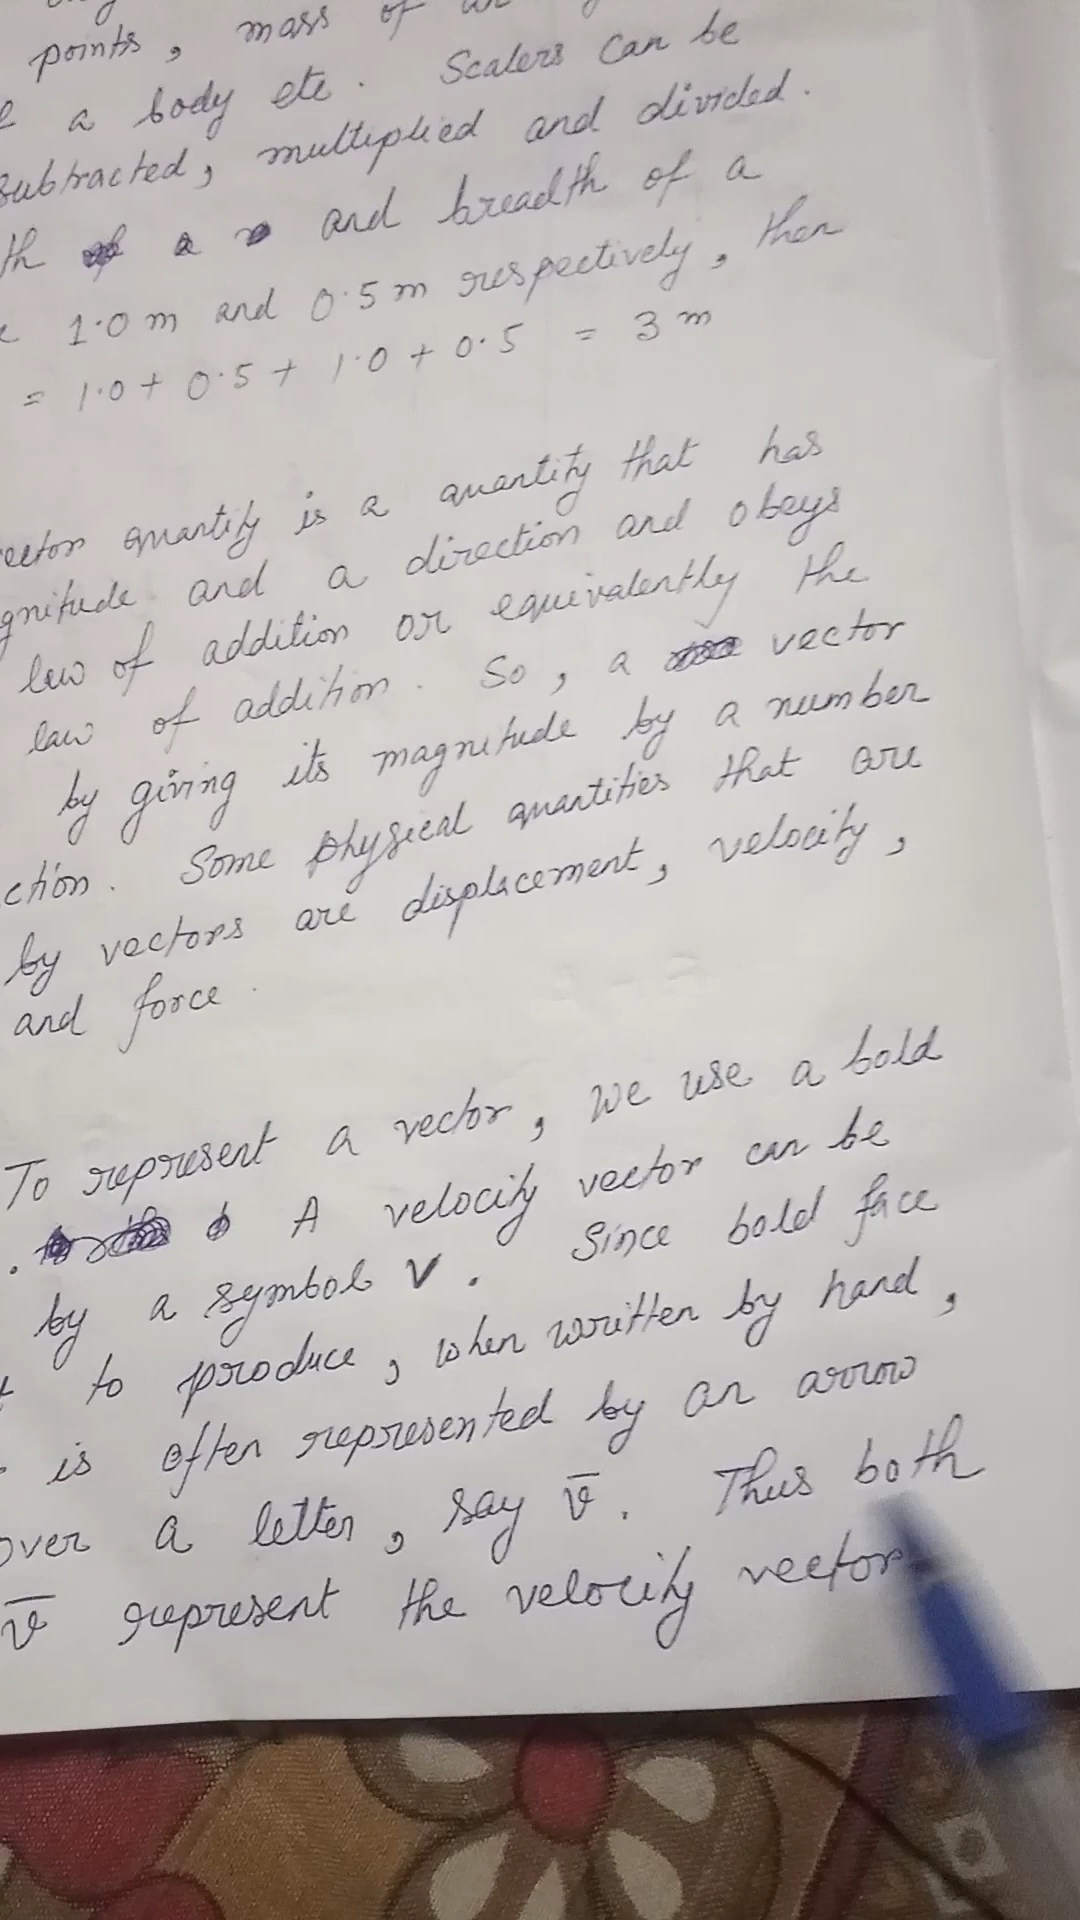 points, mass of an
a body etc. Scalers can be
subtracted, multiplied and divided.
th and breadth of a
1.0 m and 0.5 m respectively, then
= 1.0 + 0.5 + 1.0 + 0.5 = 3 m
ector quantity is a quantity that has
gnitude and a direction and obeys
law of addition or equivalently the
law of addition. So, a vector
by giving its magnitude by a number
ction. Some physical quantities that are
by vectors are displacement, velocity,
and force.
To represent a vector, we use a bold
. A velocity vector can be
by a symbol V. Since bold face
to produce, when written by hand,
is often represented by an arrow
over a letter, say v̅. Thus both
v̅ represent the velocity vector